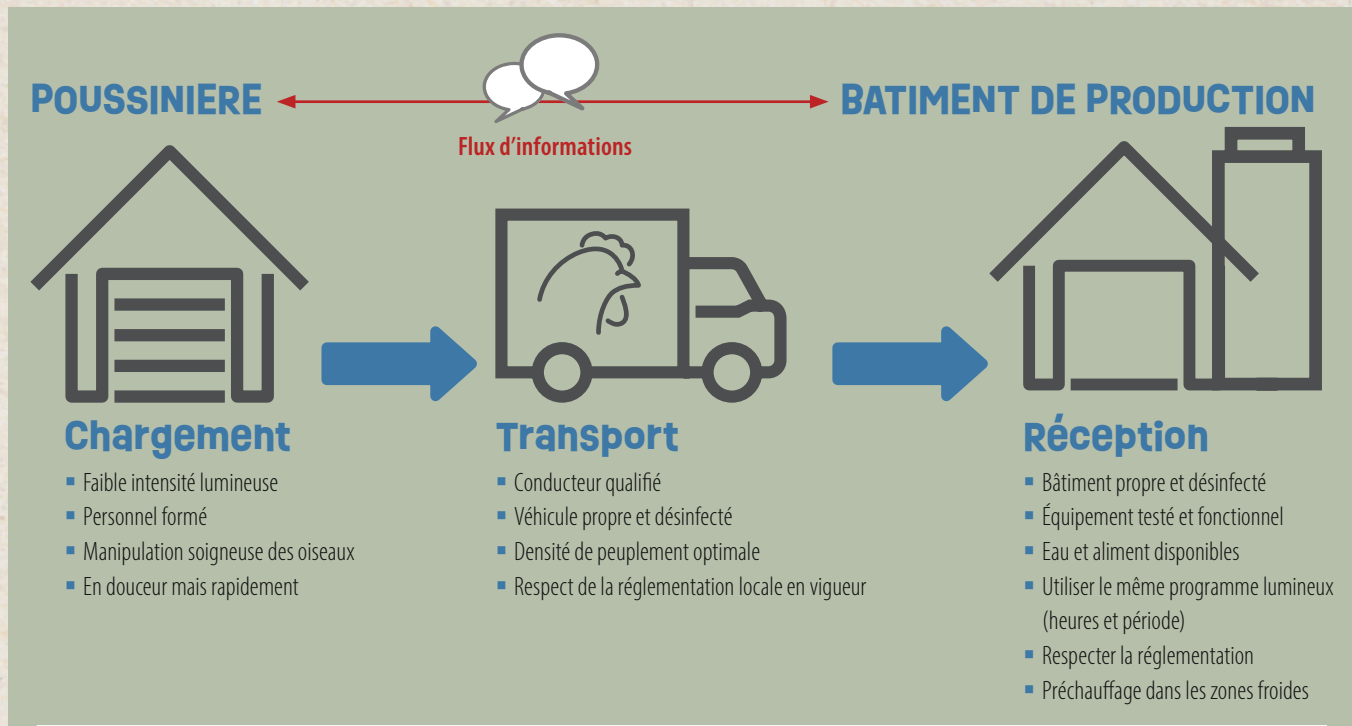 POUSSINIERE
Flux d'informations
BATIMENT DE PRODUCTION
Chargement
▪ Faible intensité lumineuse
▪ Personnel formé
▪ Manipulation soigneuse des oiseaux
▪ En douceur mais rapidement
Transport
▪ Conducteur qualifié
▪ Véhicule propre et désinfecté
▪ Densité de peuplement optimale
▪ Respect de la réglementation locale en vigueur
Réception
▪ Bâtiment propre et désinfecté
▪ Équipement testé et fonctionnel
▪ Eau et aliment disponibles
▪ Utiliser le même programme lumineux
(heures et période)
▪ Respecter la réglementation
▪ Préchauffage dans les zones froides